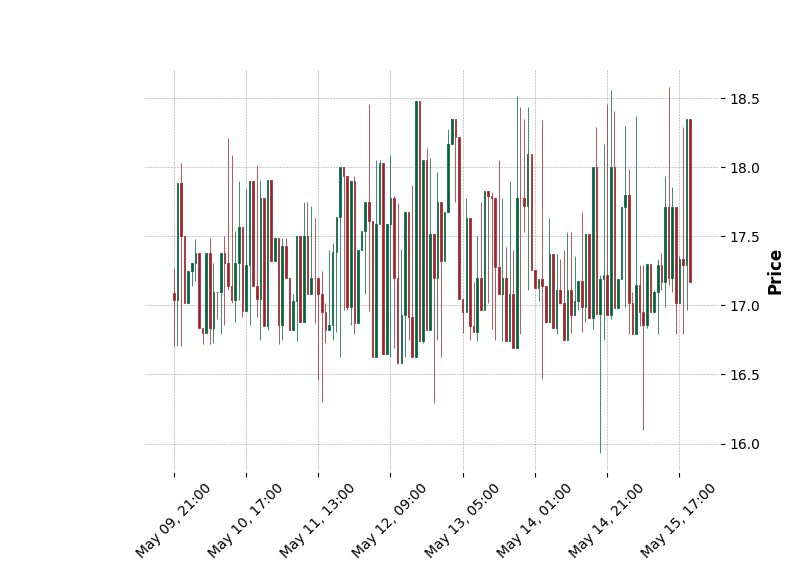 18.5
18.0
17.5
17.0
16.5
16.0
Price
May 09, 21:00
May 10, 17:00
May 11, 13:00
May 12, 09:00
May 13, 05:00
May 14, 01:00
May 14, 21:00
May 15, 17:00